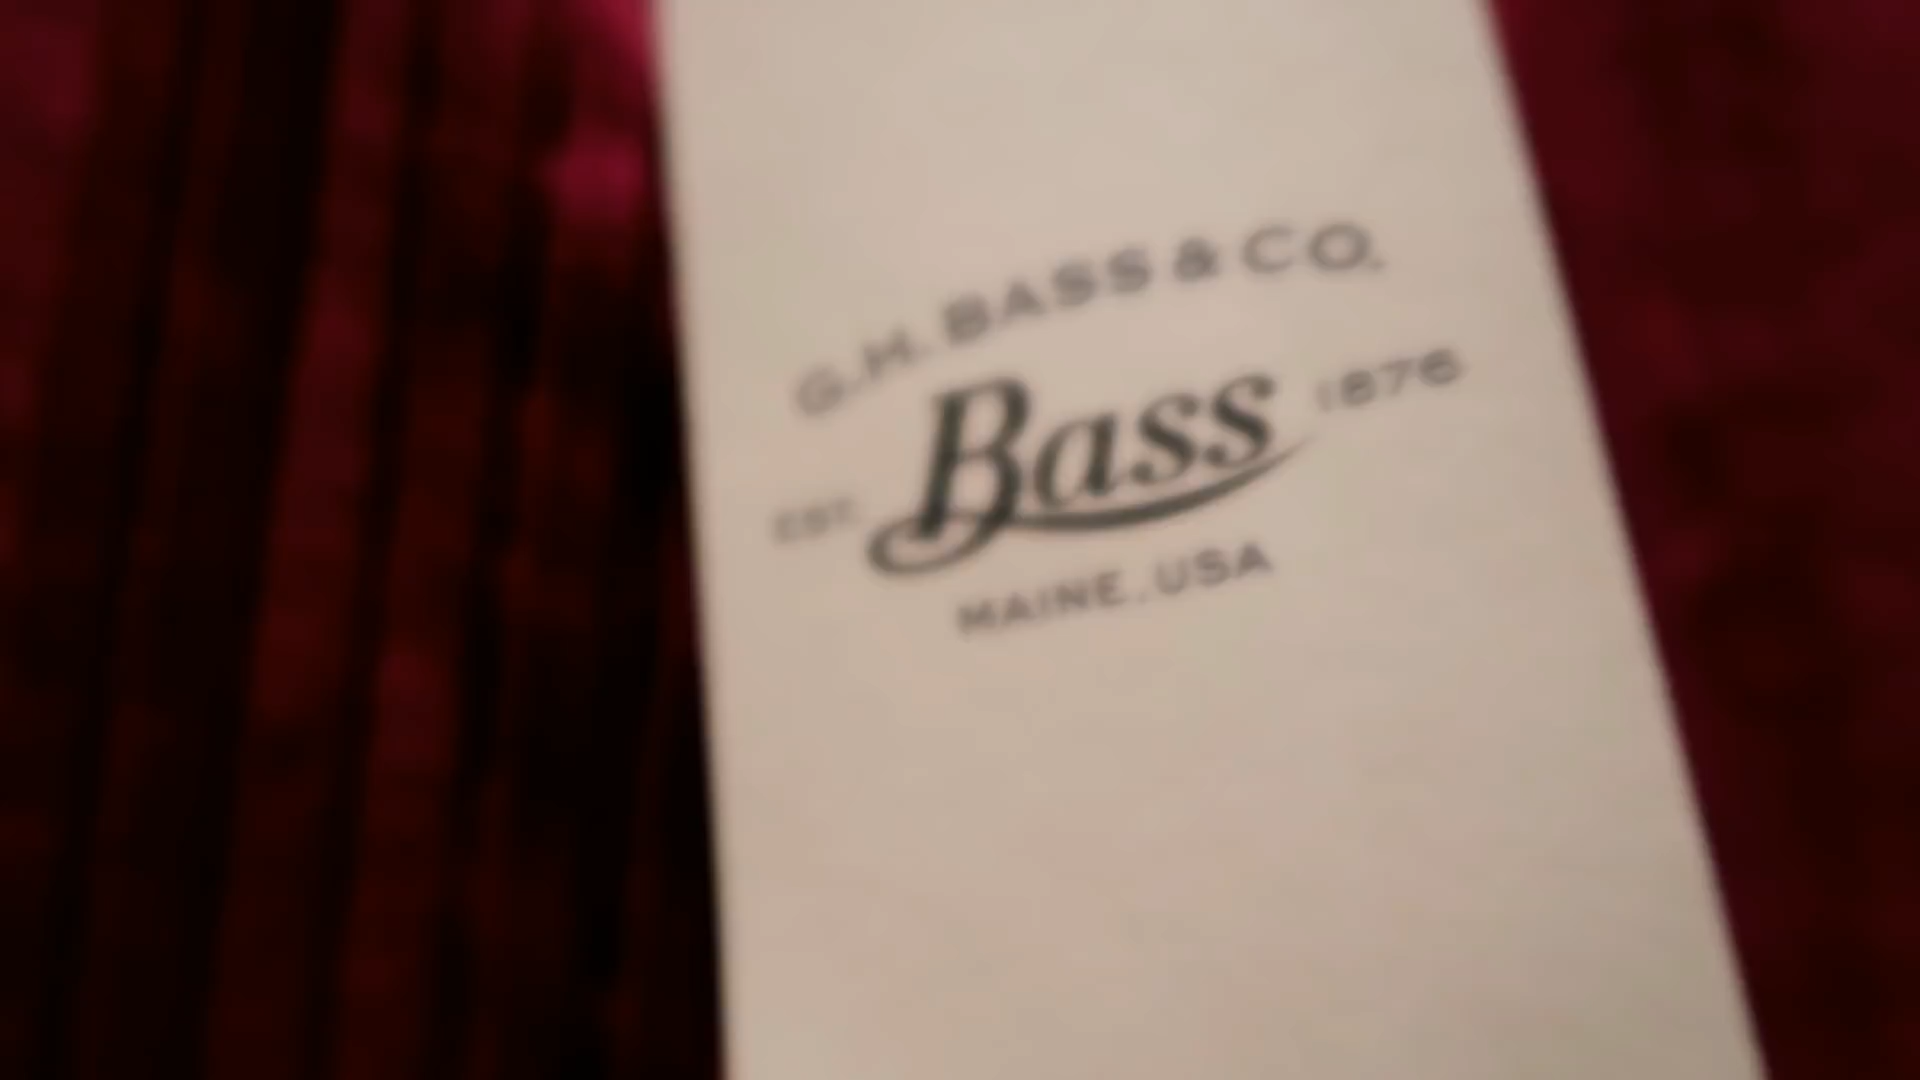 G.H. BASS & CO.
EST. Bass 1876
MAINE, USA